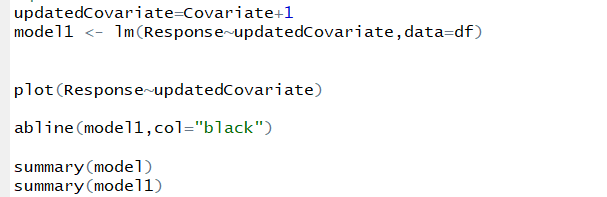 updatedCovariate=Covariate+1
model1 <- lm(Response~updatedCovariate,data=df)
plot(Response~updatedCovariate)
abline(model1,col="black")
summary(model)
summary(model1)